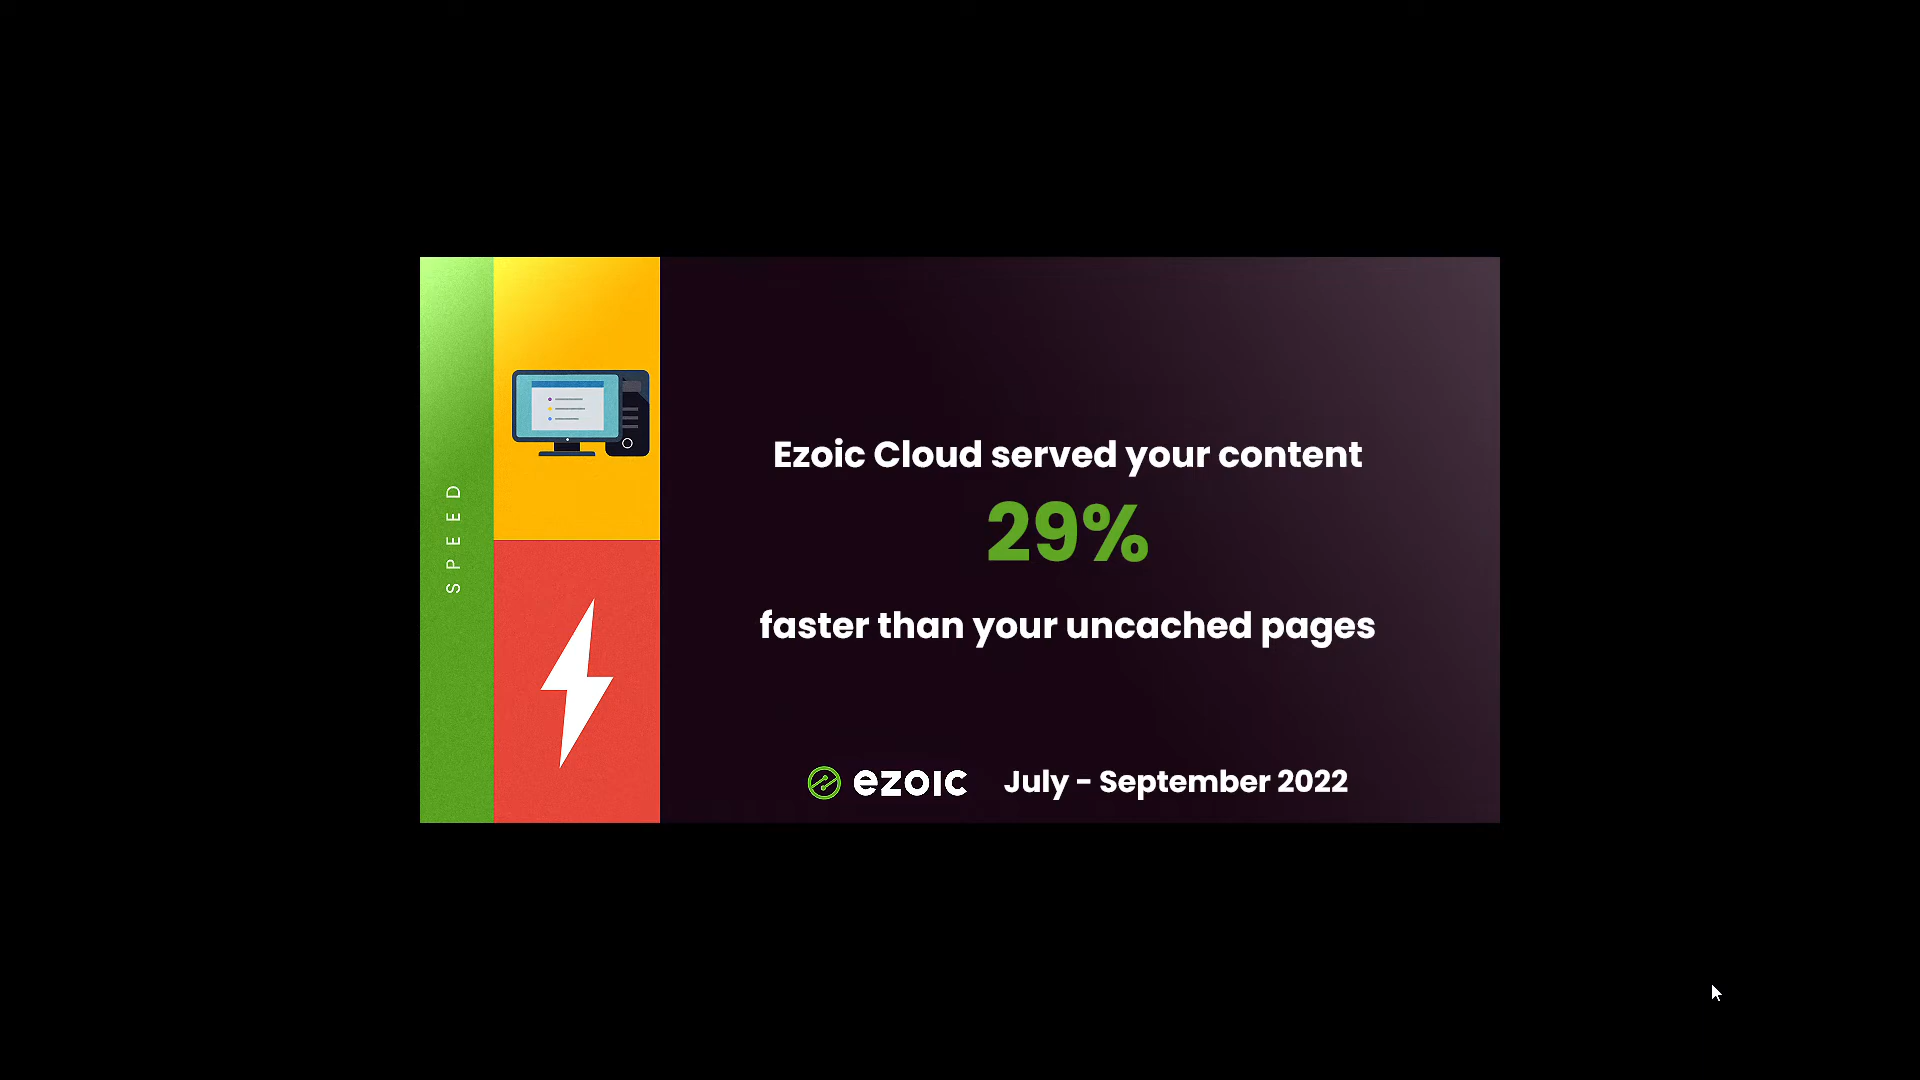 SPEED
Ezoic Cloud served your content
29%
faster than your uncached pages
ezoic July - September 2022